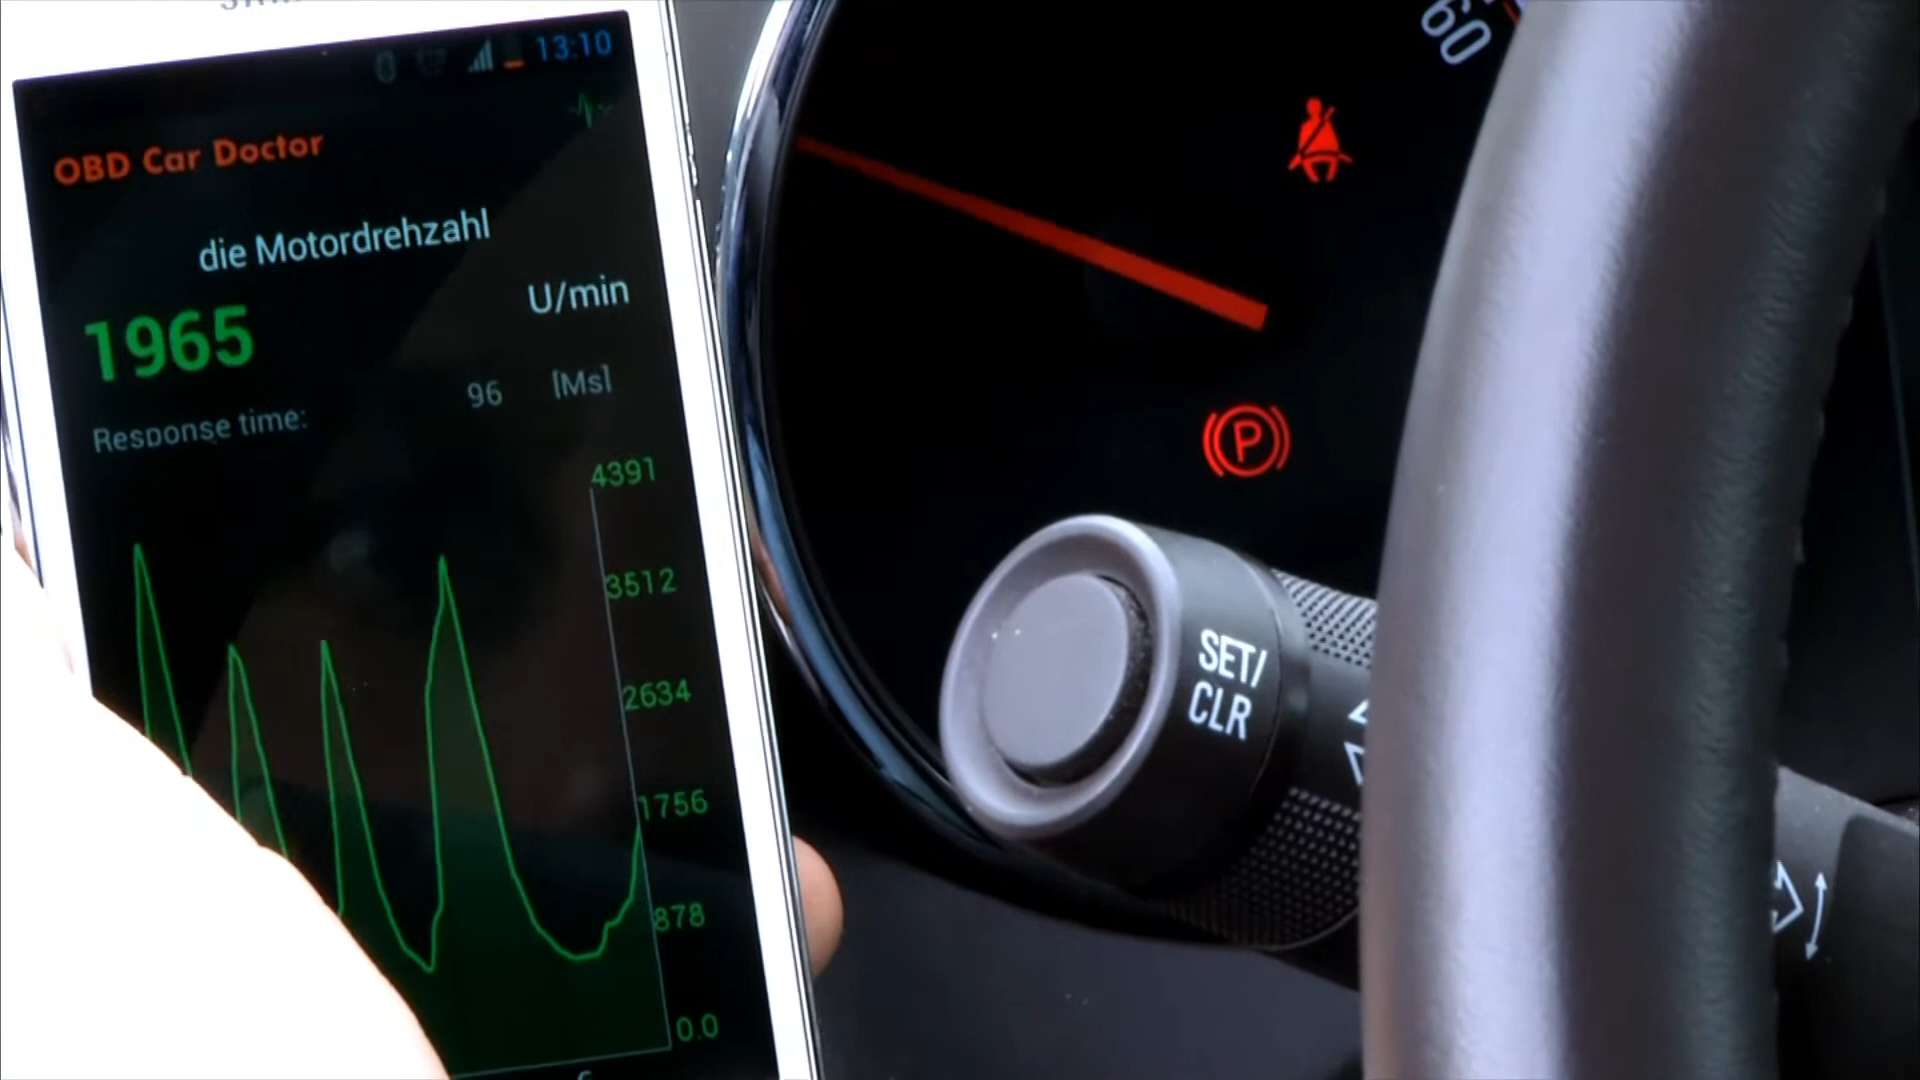 13:10
OBD Car Doctor
die Motordrehzahl
U/min
1965
Response time: 96 [Ms]
4391
3512
2634
1756
878
0.0
60
P
SET/
CLR